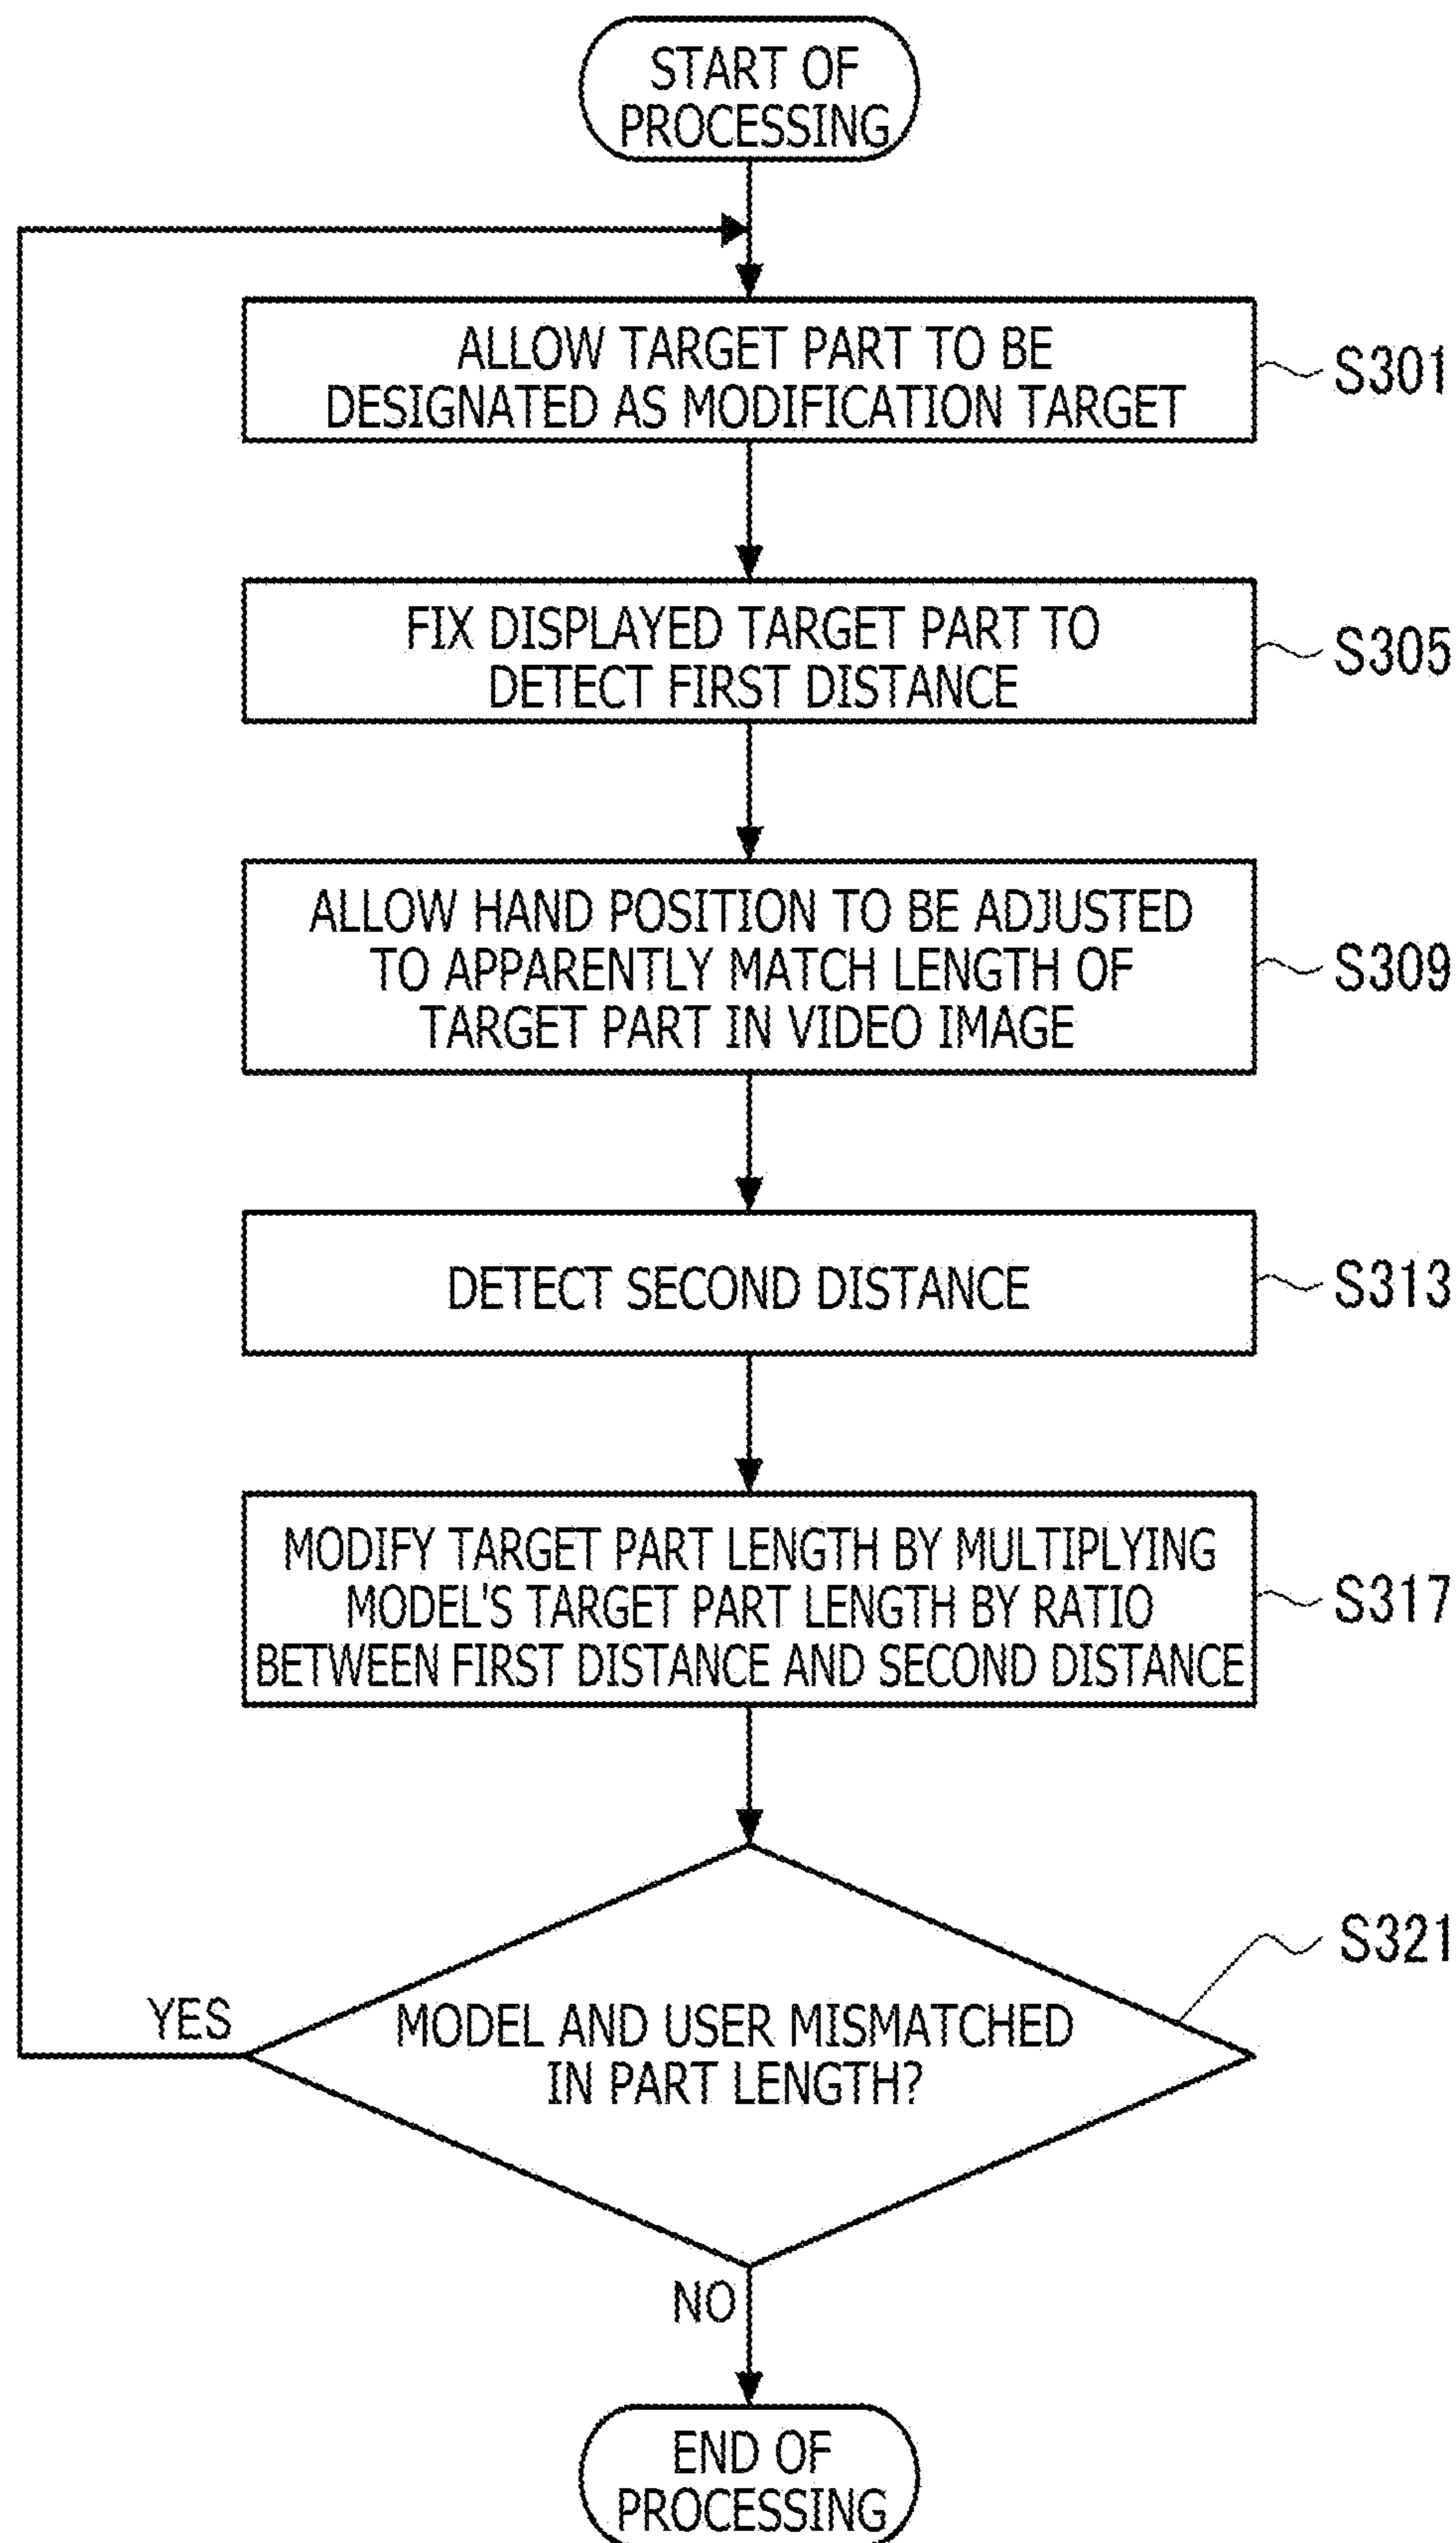 START OF
PROCESSING
ALLOW TARGET PART TO BE
DESIGNATED AS MODIFICATION TARGET
S301
FIX DISPLAYED TARGET PART TO
DETECT FIRST DISTANCE
S305
ALLOW HAND POSITION TO BE ADJUSTED
TO APPARENTLY MATCH LENGTH OF
TARGET PART IN VIDEO IMAGE
S309
DETECT SECOND DISTANCE
S313
MODIFY TARGET PART LENGTH BY MULTIPLYING
MODEL'S TARGET PART LENGTH BY RATIO
BETWEEN FIRST DISTANCE AND SECOND DISTANCE
S317
S321
YES
MODEL AND USER MISMATCHED
IN PART LENGTH?
NO
END OF
PROCESSING